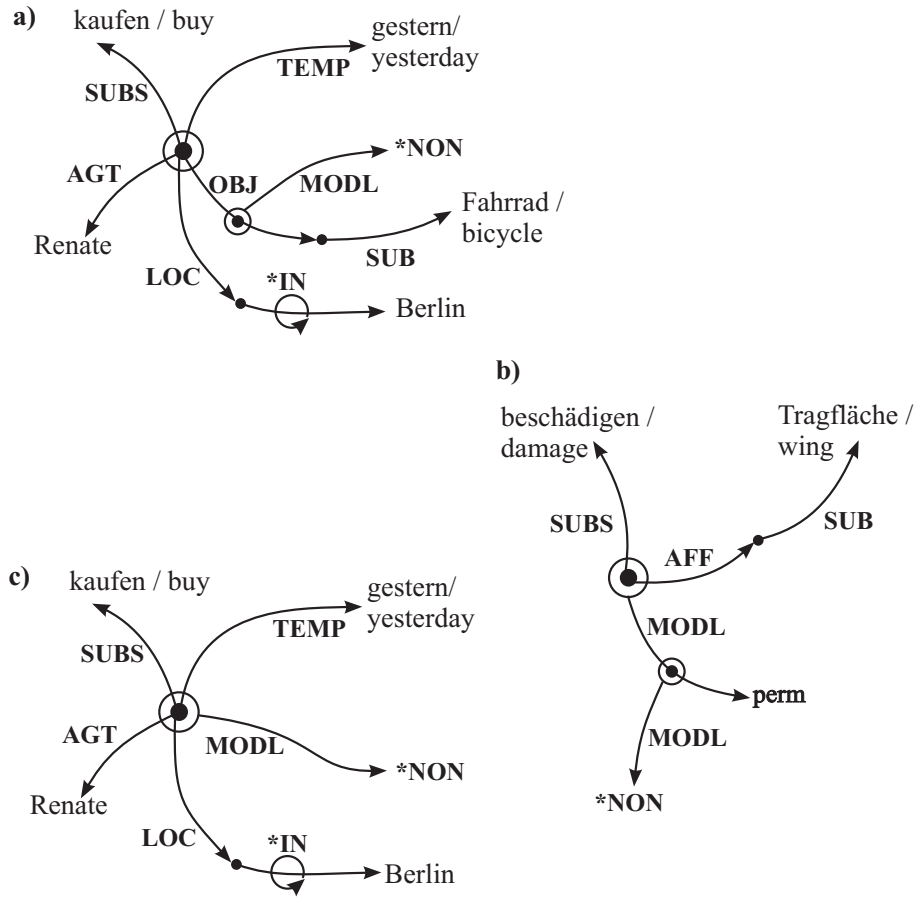 a)
kaufen / buy
gestern/
yesterday
TEMP
SUBS
*NON
AGT
OBJ
MODL
Fahrrad /
bicycle
Renate
SUB
LOC
*IN
Berlin
b)
beschädigen /
damage
Tragfläche /
wing
SUBS
SUB
AFF
MODL
perm
MODL
*NON
c)
kaufen / buy
gestern/
yesterday
TEMP
SUBS
AGT
MODL
*NON
Renate
LOC
*IN
Berlin